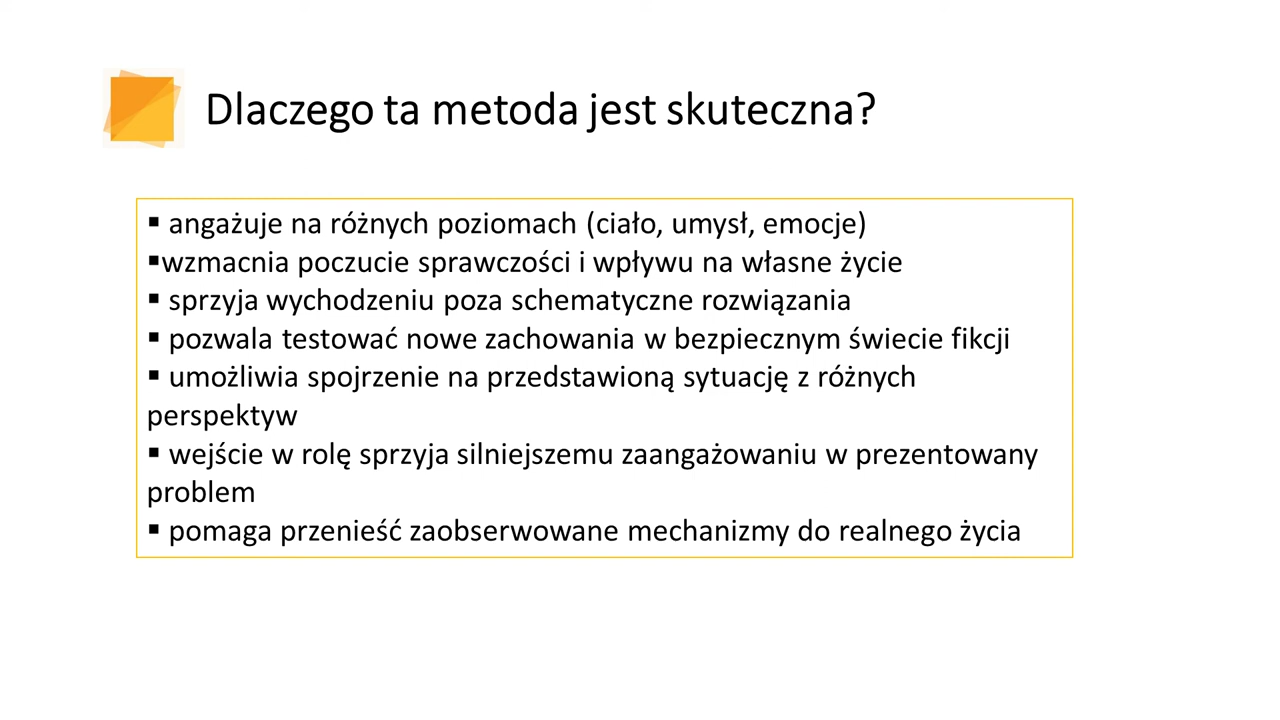 Dlaczego ta metoda jest skuteczna?
▪ angażuje na różnych poziomach (ciało, umysł, emocje)
▪wzmacnia poczucie sprawczości i wpływu na własne życie
▪ sprzyja wychodzeniu poza schematyczne rozwiązania
▪ pozwala testować nowe zachowania w bezpiecznym świecie fikcji
▪ umożliwia spojrzenie na przedstawioną sytuację z różnych
perspektyw
▪ wejście w rolę sprzyja silniejszemu zaangażowaniu w prezentowany
problem
▪ pomaga przenieść zaobserwowane mechanizmy do realnego życia